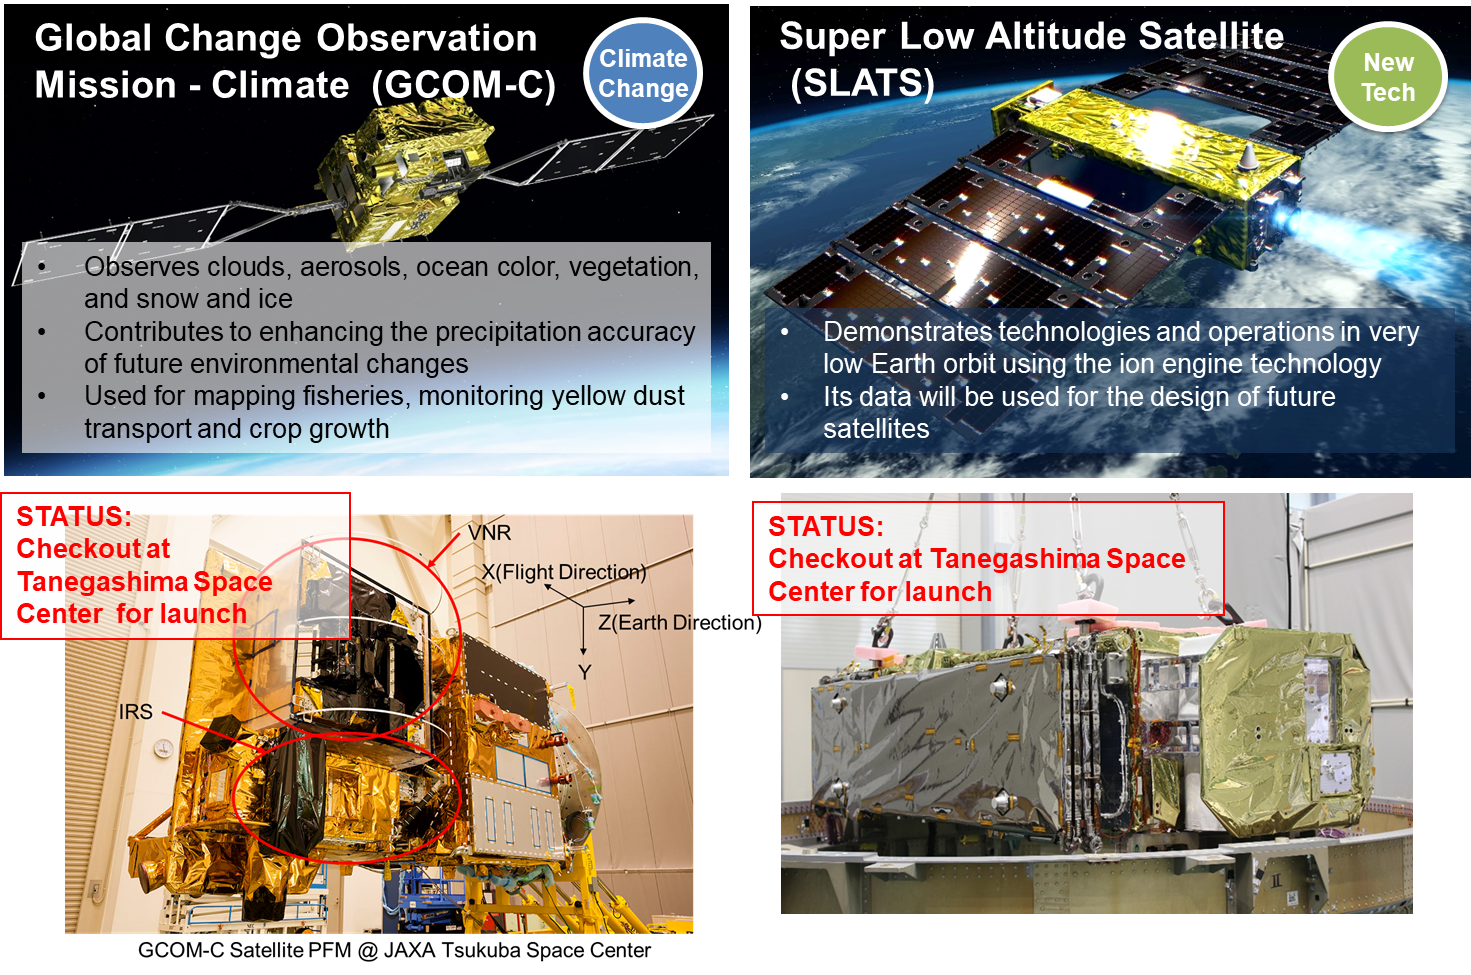 Global Change Observation
Mission - Climate (GCOM-C)
Climate
Change
• Observes clouds, aerosols, ocean color, vegetation,
and snow and ice
• Contributes to enhancing the precipitation accuracy
of future environmental changes
• Used for mapping fisheries, monitoring yellow dust
transport and crop growth
Super Low Altitude Satellite
(SLATS)
New
Tech
• Demonstrates technologies and operations in very
low Earth orbit using the ion engine technology
• Its data will be used for the design of future
satellites
STATUS:
Checkout at
Tanegashima Space
Center for launch
VNR
X(Flight Direction)
Z(Earth Direction)
Y
IRS
GCOM-C Satellite PFM @ JAXA Tsukuba Space Center
STATUS:
Checkout at Tanegashima Space
Center for launch
II